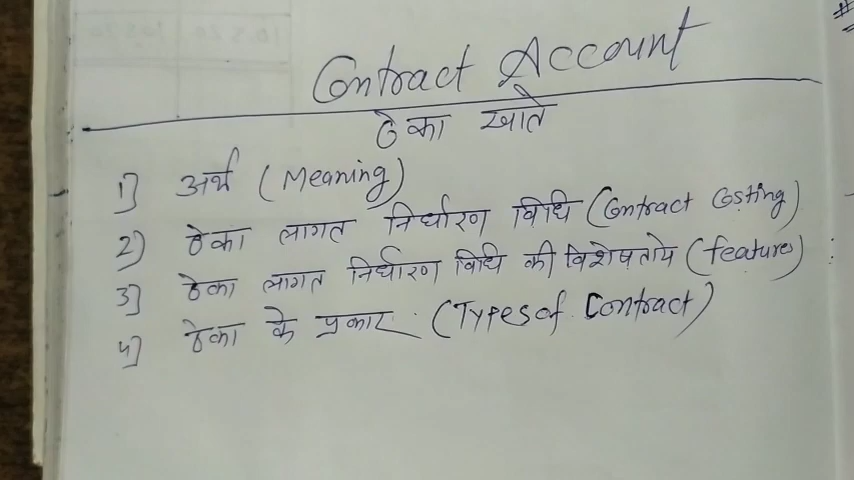 Contract Account
ठेका खाते
1) अर्थ (Meaning)
2) ठेका लागत निर्धारण विधि (Contract Costing)
3) ठेका लागत निर्धारण विधि की विशेषताये (feature) :
4) ठेका के प्रकार. (Types of Contract)